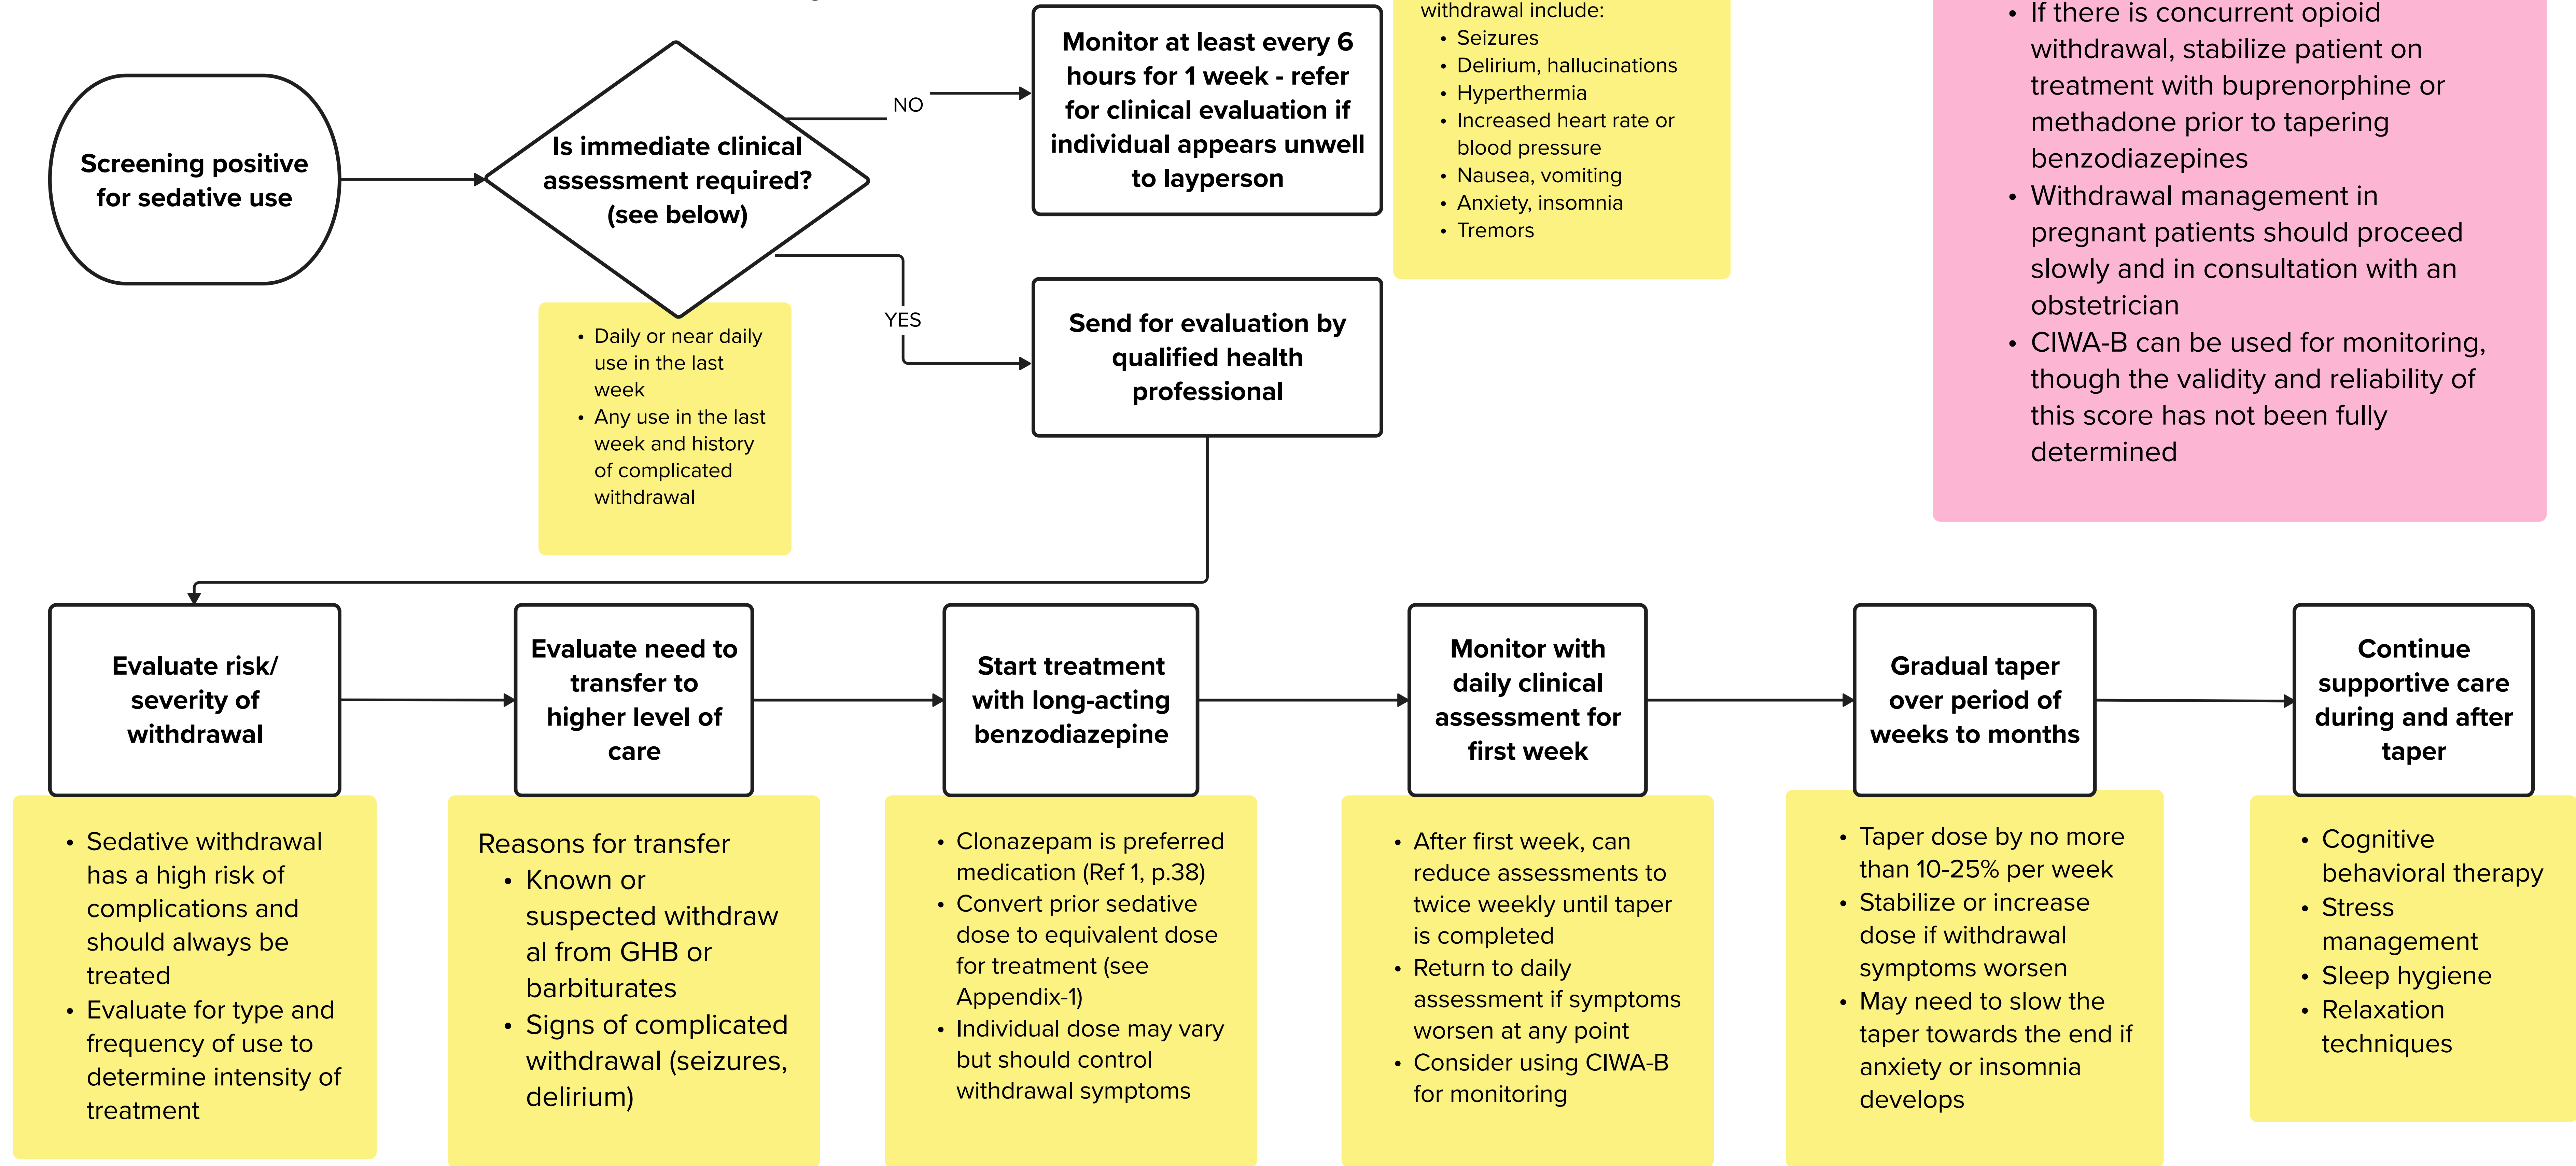 Screening positive
for sedative use
Is immediate clinical
assessment required?
(see below)
NO
YES
Daily or near daily
use in the last
week
Any use in the last
week and history
of complicated
withdrawal
Monitor at least every 6
hours for 1 week - refer
for clinical evaluation if
individual appears unwell
to layperson
Send for evaluation by
qualified health
professional
withdrawal include:
• Seizures
• Delirium, hallucinations
• Hyperthermia
• Increased heart rate or
blood pressure
• Nausea, vomiting
• Anxiety, insomnia
• Tremors
• If there is concurrent opioid
withdrawal, stabilize patient on
treatment with buprenorphine or
methadone prior to tapering
benzodiazepines
• Withdrawal management in
pregnant patients should proceed
slowly and in consultation with an
obstetrician
• CIWA-B can be used for monitoring,
though the validity and reliability of
this score has not been fully
determined
Evaluate risk/
severity of
withdrawal
• Sedative withdrawal
has a high risk of
complications and
should always be
treated
• Evaluate for type and
frequency of use to
determine intensity of
treatment
Evaluate need to
transfer to
higher level of
care
Reasons for transfer
• Known or
suspected withdraw
al from GHB or
barbiturates
• Signs of complicated
withdrawal (seizures,
delirium)
Start treatment
with long-acting
benzodiazepine
• Clonazepam is preferred
medication (Ref 1, p.38)
• Convert prior sedative
dose to equivalent dose
for treatment (see
Appendix-1)
• Individual dose may vary
but should control
withdrawal symptoms
Monitor with
daily clinical
assessment for
first week
• After first week, can
reduce assessments to
twice weekly until taper
is completed
• Return to daily
assessment if symptoms
worsen at any point
• Consider using CIWA-B
for monitoring
Gradual taper
over period of
weeks to months
• Taper dose by no more
than 10-25% per week
• Stabilize or increase
dose if withdrawal
symptoms worsen
• May need to slow the
taper towards the end if
anxiety or insomnia
develops
Continue
supportive care
during and after
taper
• Cognitive
behavioral therapy
• Stress
management
• Sleep hygiene
• Relaxation
techniques